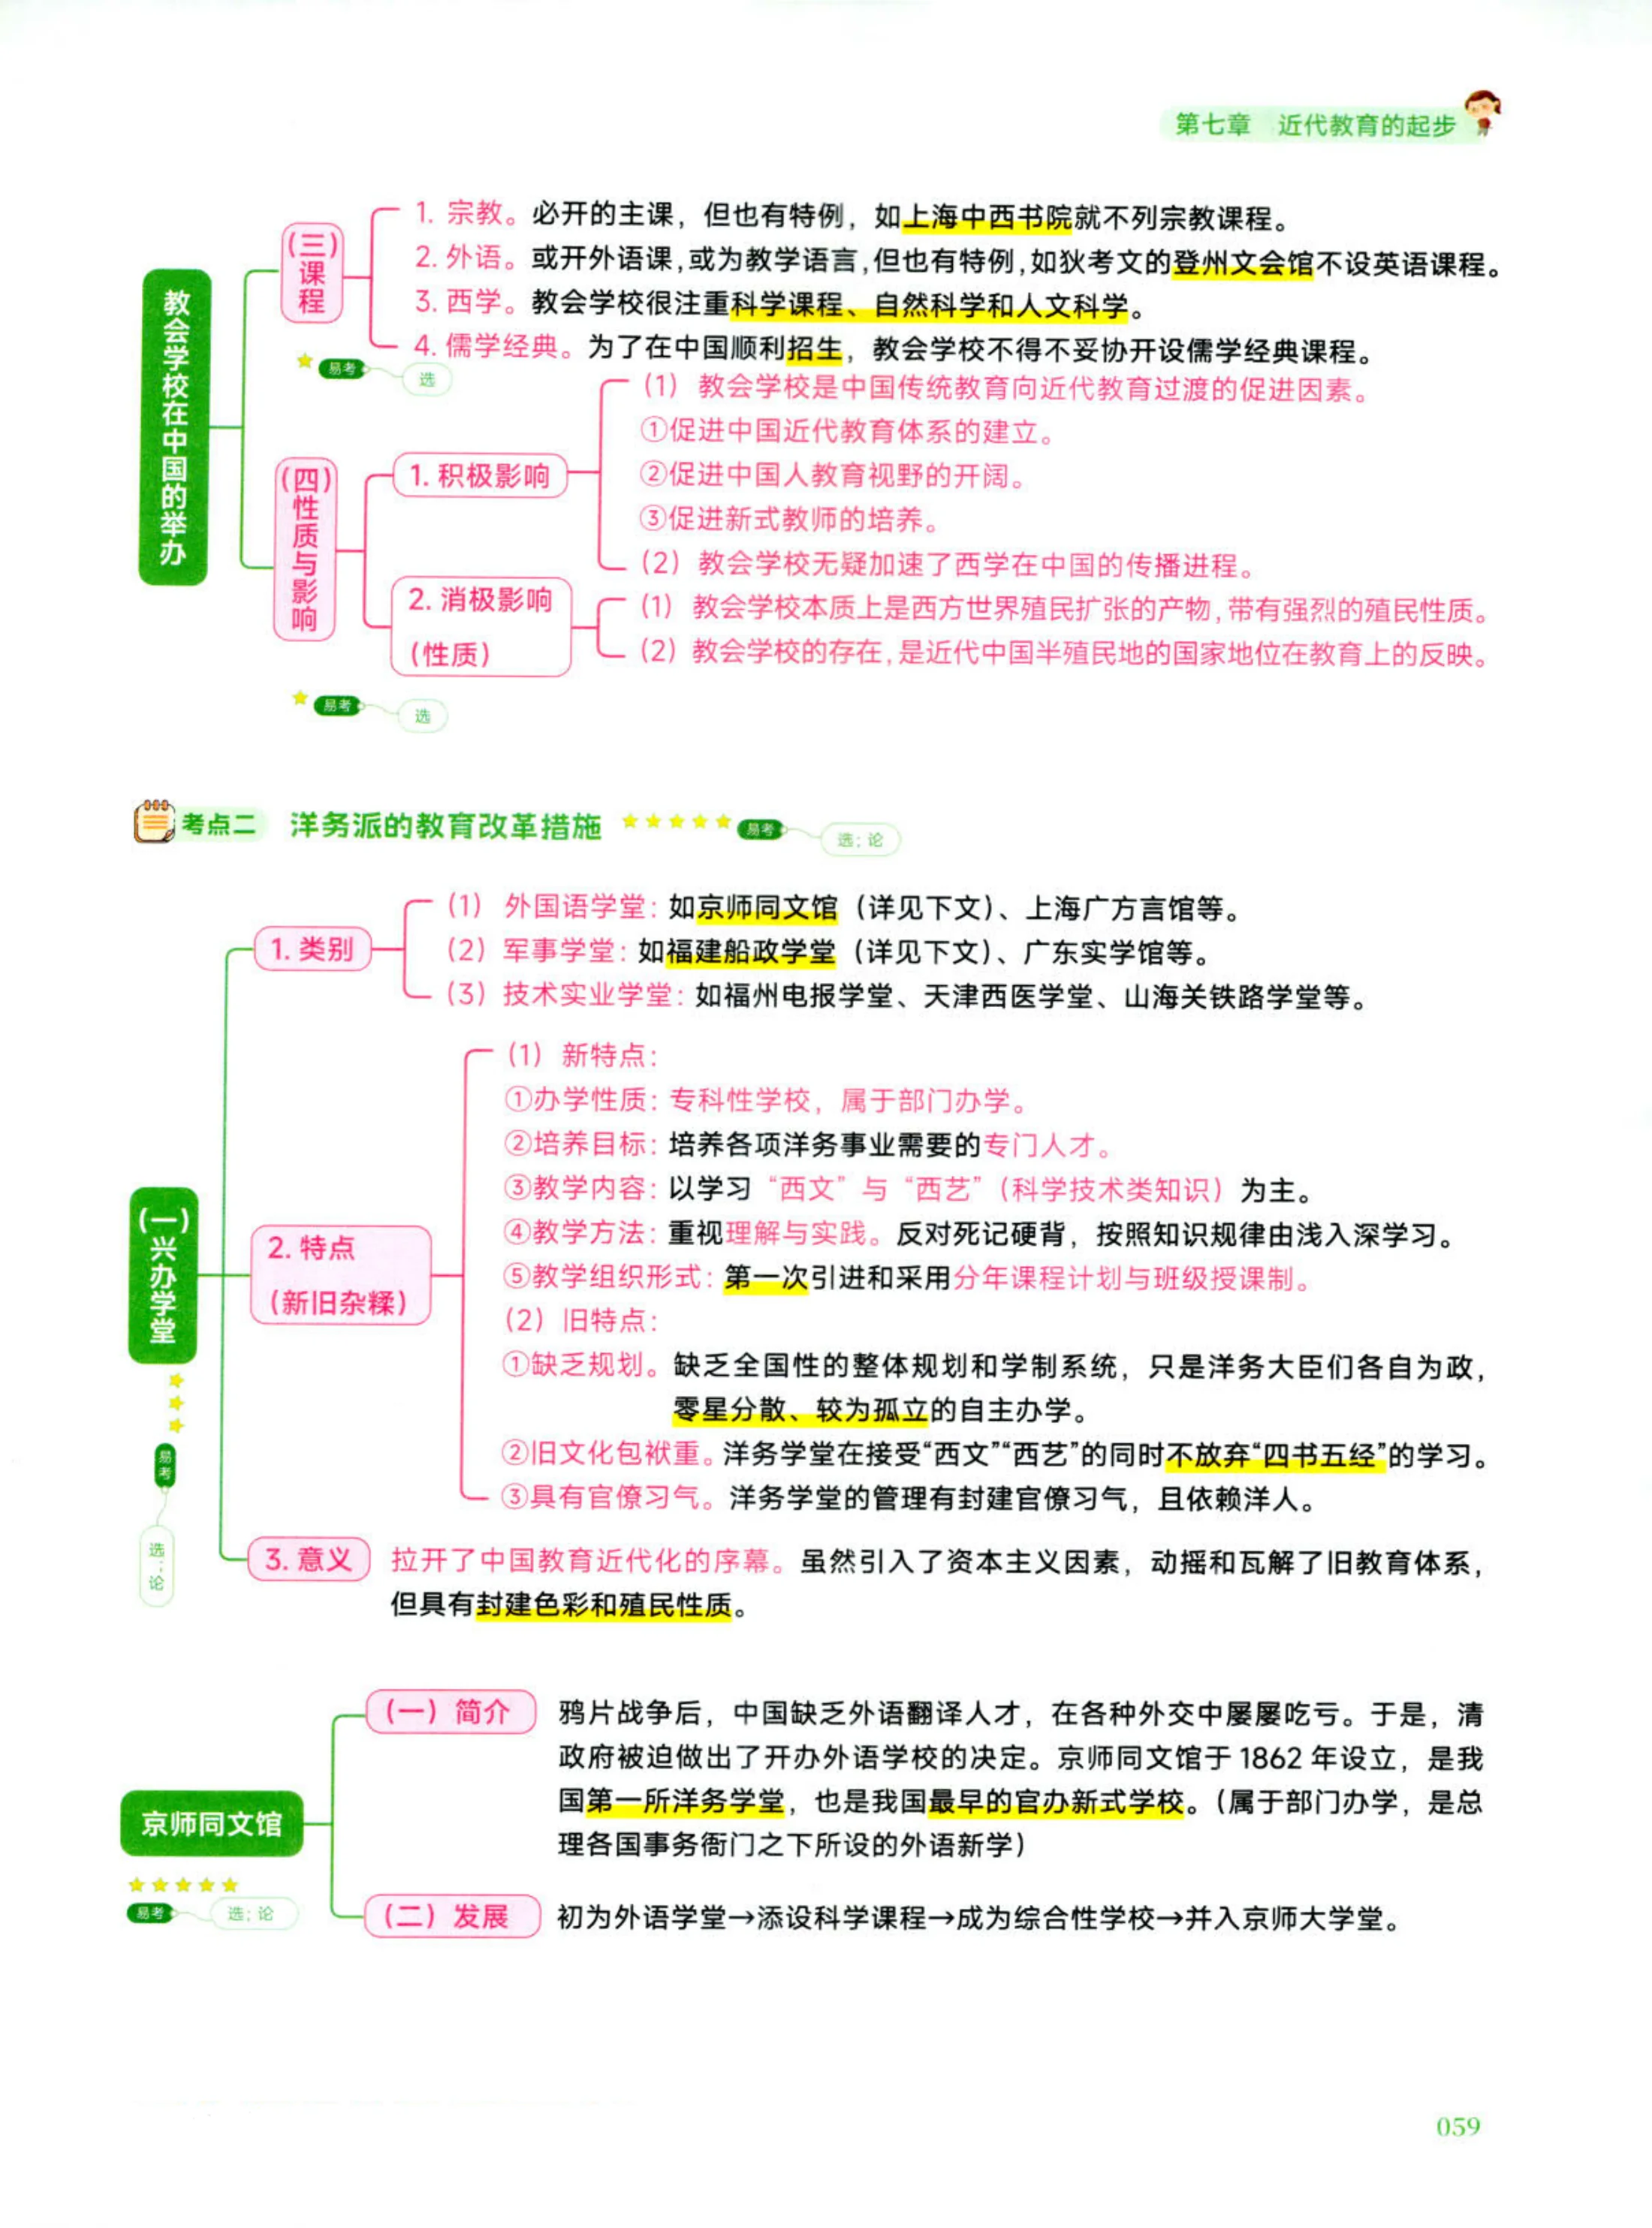 第七章 近代教育的起步
教会学校在中国的举办
(三)课程
1. 宗教。必开的主课，但也有特例，如上海中西书院就不列宗教课程。
2. 外语。或开外语课,或为教学语言,但也有特例,如狄考文的登州文会馆不设英语课程。
3. 西学。教会学校很注重科学课程、自然科学和人文科学。
4. 儒学经典。为了在中国顺利招生，教会学校不得不妥协开设儒学经典课程。
易考 选
(四)性质与影响
1. 积极影响
(1) 教会学校是中国传统教育向近代教育过渡的促进因素。
①促进中国近代教育体系的建立。
②促进中国人教育视野的开阔。
③促进新式教师的培养。
(2) 教会学校无疑加速了西学在中国的传播进程。
2. 消极影响
(性质)
(1) 教会学校本质上是西方世界殖民扩张的产物,带有强烈的殖民性质。
(2) 教会学校的存在,是近代中国半殖民地的国家地位在教育上的反映。
易考 选
考点二 洋务派的教育改革措施 易考 选; 论
(一)兴办学堂
易考
选;论
1. 类别
(1) 外国语学堂: 如京师同文馆（详见下文）、上海广方言馆等。
(2) 军事学堂: 如福建船政学堂（详见下文）、广东实学馆等。
(3) 技术实业学堂: 如福州电报学堂、天津西医学堂、山海关铁路学堂等。
2. 特点
(新旧杂糅)
(1) 新特点:
①办学性质: 专科性学校，属于部门办学。
②培养目标: 培养各项洋务事业需要的专门人才。
③教学内容: 以学习“西文”与“西艺”（科学技术类知识）为主。
④教学方法: 重视理解与实践。反对死记硬背，按照知识规律由浅入深学习。
⑤教学组织形式: 第一次引进和采用分年课程计划与班级授课制。
(2) 旧特点:
①缺乏规划。缺乏全国性的整体规划和学制系统，只是洋务大臣们各自为政，
零星分散、较为孤立的自主办学。
②旧文化包袱重。洋务学堂在接受“西文”“西艺”的同时不放弃“四书五经”的学习。
③具有官僚习气。洋务学堂的管理有封建官僚习气，且依赖洋人。
3. 意义
拉开了中国教育近代化的序幕。虽然引入了资本主义因素，动摇和瓦解了旧教育体系，
但具有封建色彩和殖民性质。
京师同文馆
易考 选; 论
(一) 简介
鸦片战争后，中国缺乏外语翻译人才，在各种外交中屡屡吃亏。于是，清
政府被迫做出了开办外语学校的决定。京师同文馆于 1862 年设立，是我
国第一所洋务学堂，也是我国最早的官办新式学校。（属于部门办学，是总
理各国事务衙门之下所设的外语新学）
(二) 发展
初为外语学堂→添设科学课程→成为综合性学校→并入京师大学堂。
059